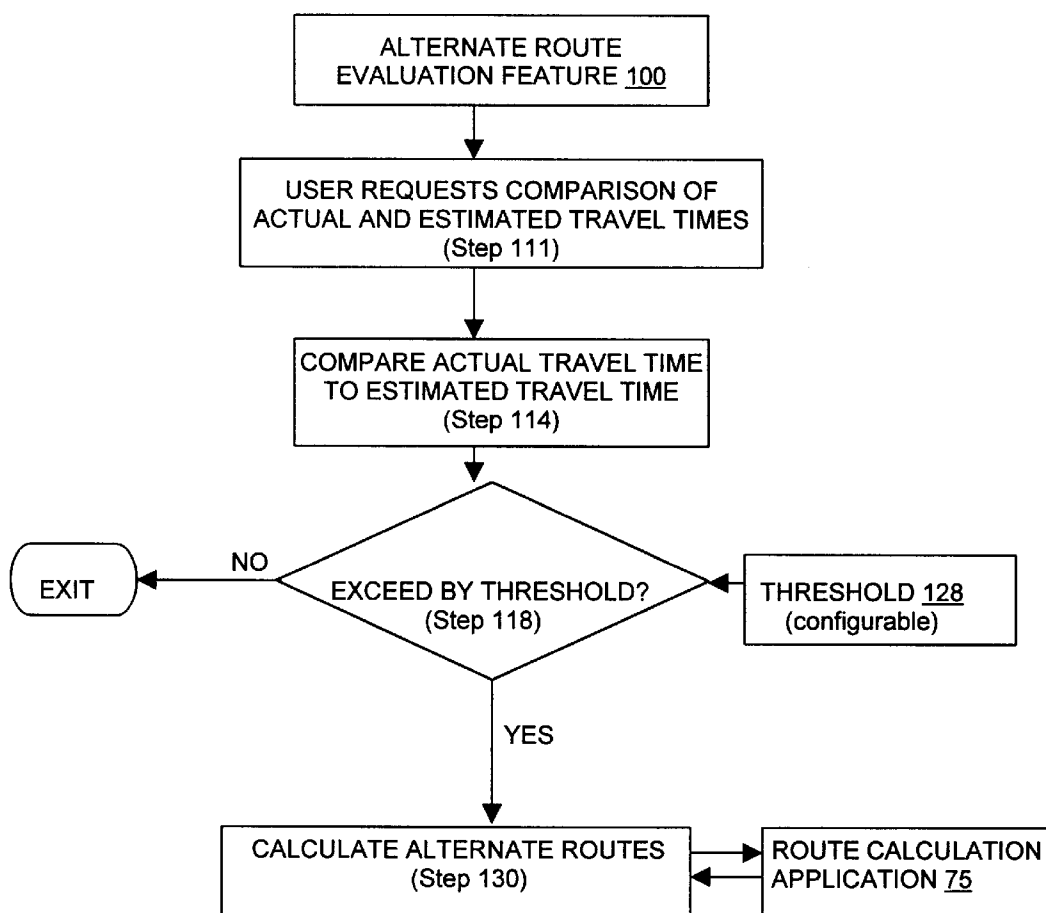 ALTERNATE ROUTE
EVALUATION FEATURE 100
USER REQUESTS COMPARISON OF
ACTUAL AND ESTIMATED TRAVEL TIMES
(Step 111)
COMPARE ACTUAL TRAVEL TIME
TO ESTIMATED TRAVEL TIME
(Step 114)
NO
EXIT
EXCEED BY THRESHOLD?
(Step 118)
THRESHOLD 128
(configurable)
YES
CALCULATE ALTERNATE ROUTES
(Step 130)
ROUTE CALCULATION
APPLICATION 75